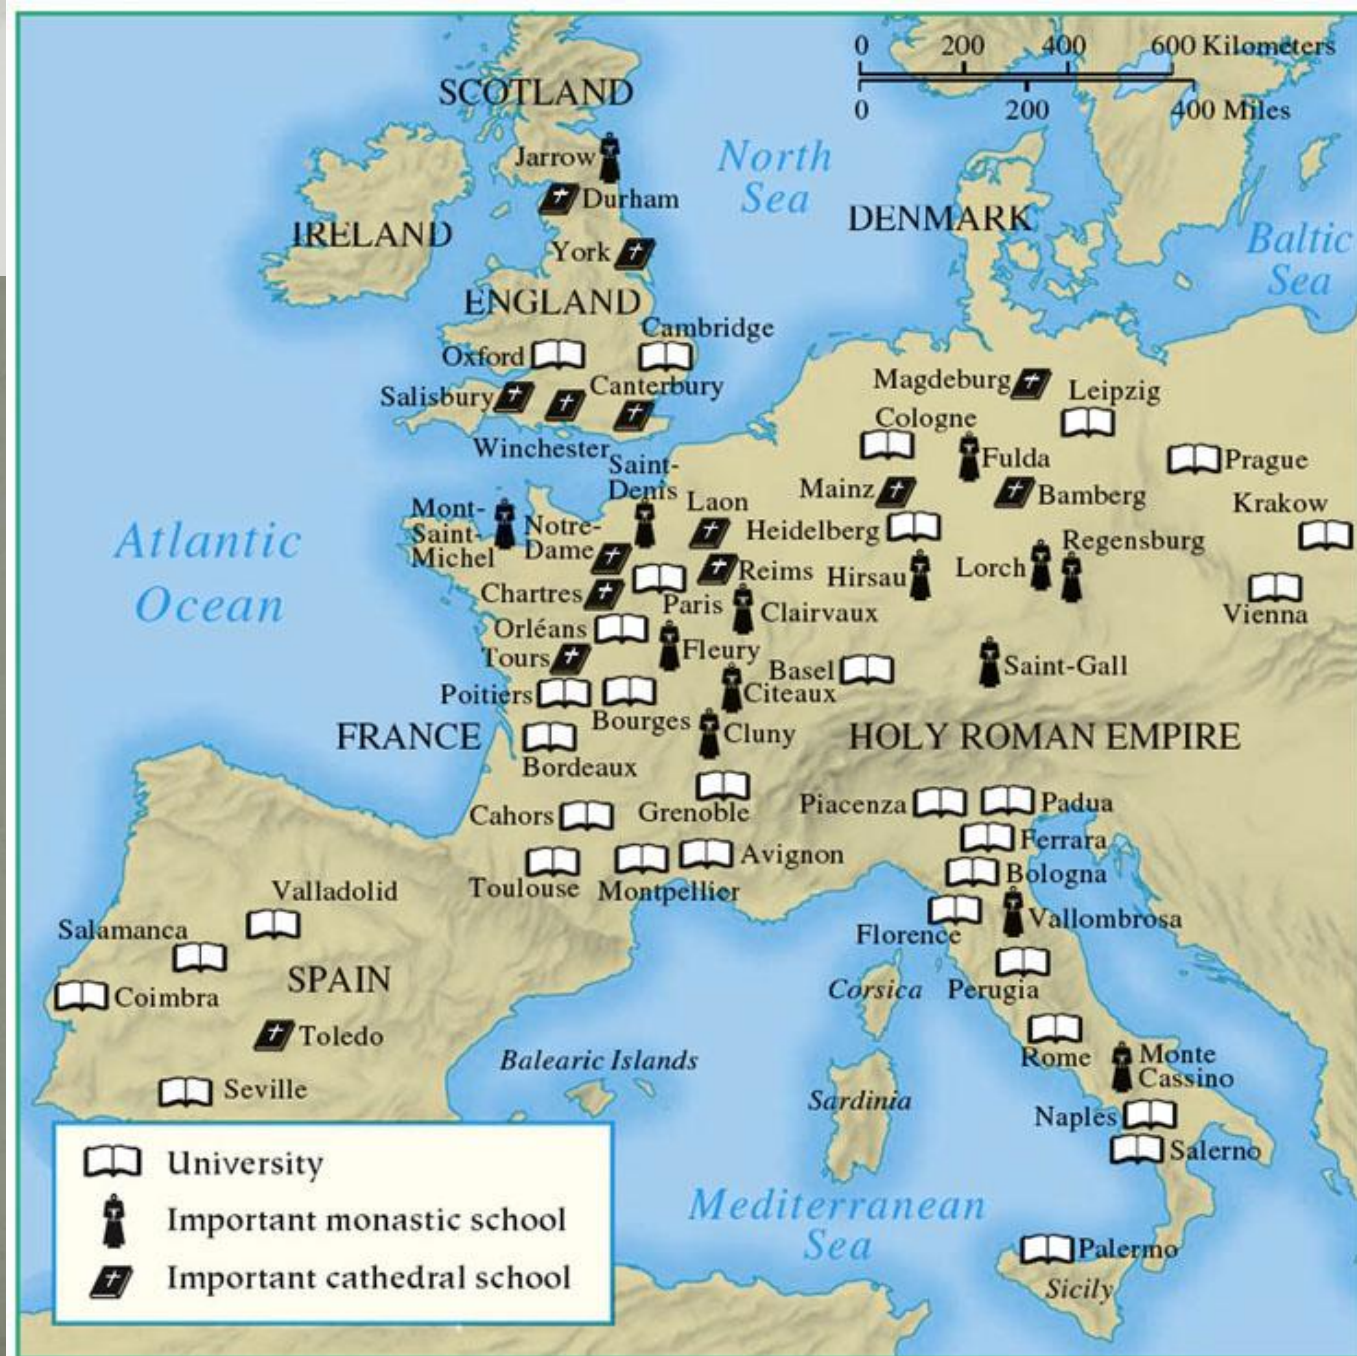 0 200 400 600 Kilometers
0 200 400 Miles
SCOTLAND
Jarrow
North
Sea
Durham
DENMARK
IRELAND
York
Baltic
Sea
ENGLAND
Cambridge
Oxford
Magdeburg
Leipzig
Salisbury
Canterbury
Cologne
Winchester
Fulda
Prague
Saint-
Denis
Mainz
Bamberg
Krakow
Laon
Mont-
Saint-
Michel
Notre-
Dame
Heidelberg
Regensburg
Atlantic
Ocean
Reims
Hirsau
Lorch
Chartres
Paris
Clairvaux
Vienna
Orléans
Fleury
Tours
Basel
Saint-Gall
Poitiers
Citeaux
Bourges
FRANCE
Cluny
HOLY ROMAN EMPIRE
Bordeaux
Cahors
Grenoble
Piacenza
Padua
Ferrara
Toulouse
Montpellier
Avignon
Bologna
Valladolid
Salamanca
Florence
Vallombrosa
SPAIN
Coimbra
Corsica
Perugia
Toledo
Rome
Monte
Cassino
Balearic Islands
Seville
Sardinia
Naples
Salerno
University
Important monastic school
Important cathedral school
Mediterranean
Sea
Palermo
Sicily